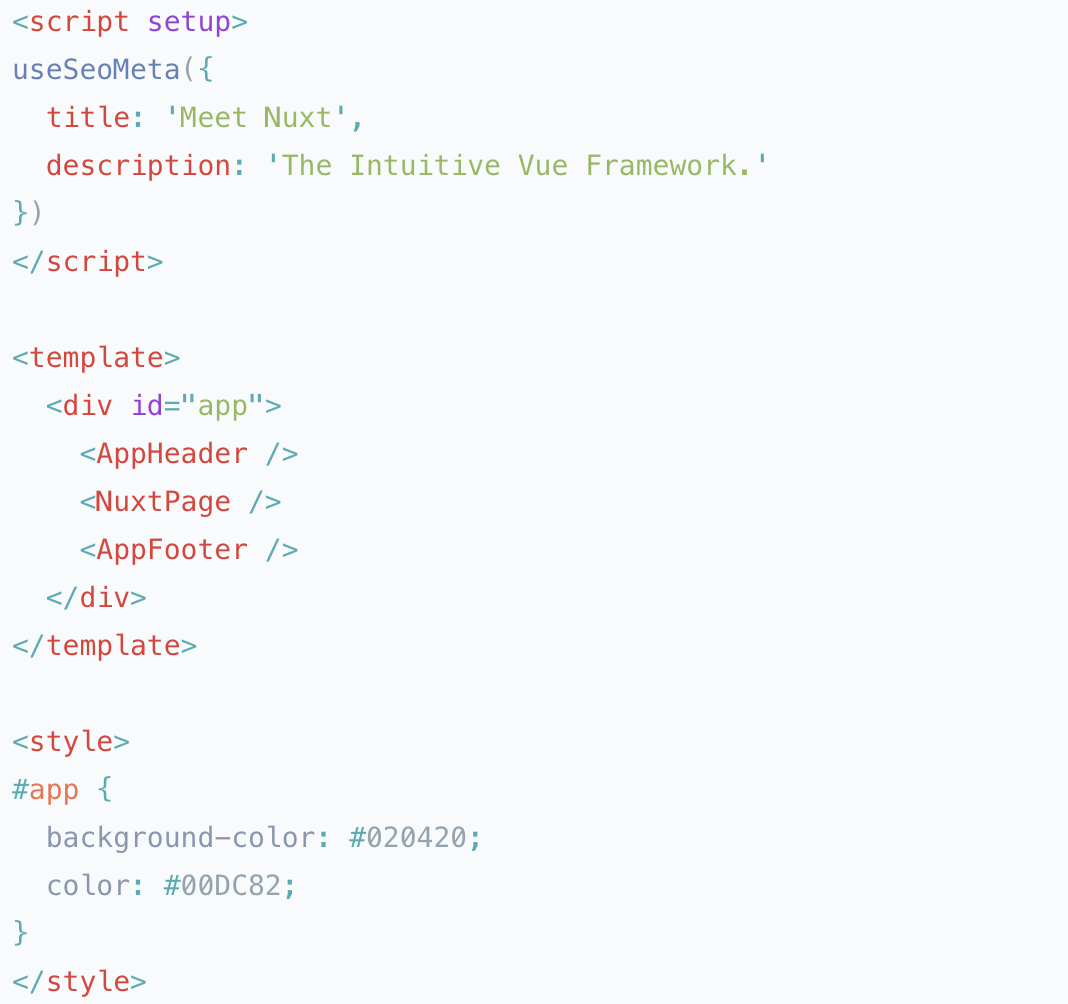 <script setup>
useSeoMeta({
  title: 'Meet Nuxt',
  description: 'The Intuitive Vue Framework.'
})
</script>

<template>
  <div id="app">
    <AppHeader />
    <NuxtPage />
    <AppFooter />
  </div>
</template>

<style>
#app {
  background-color: #020420;
  color: #00DC82;
}
</style>